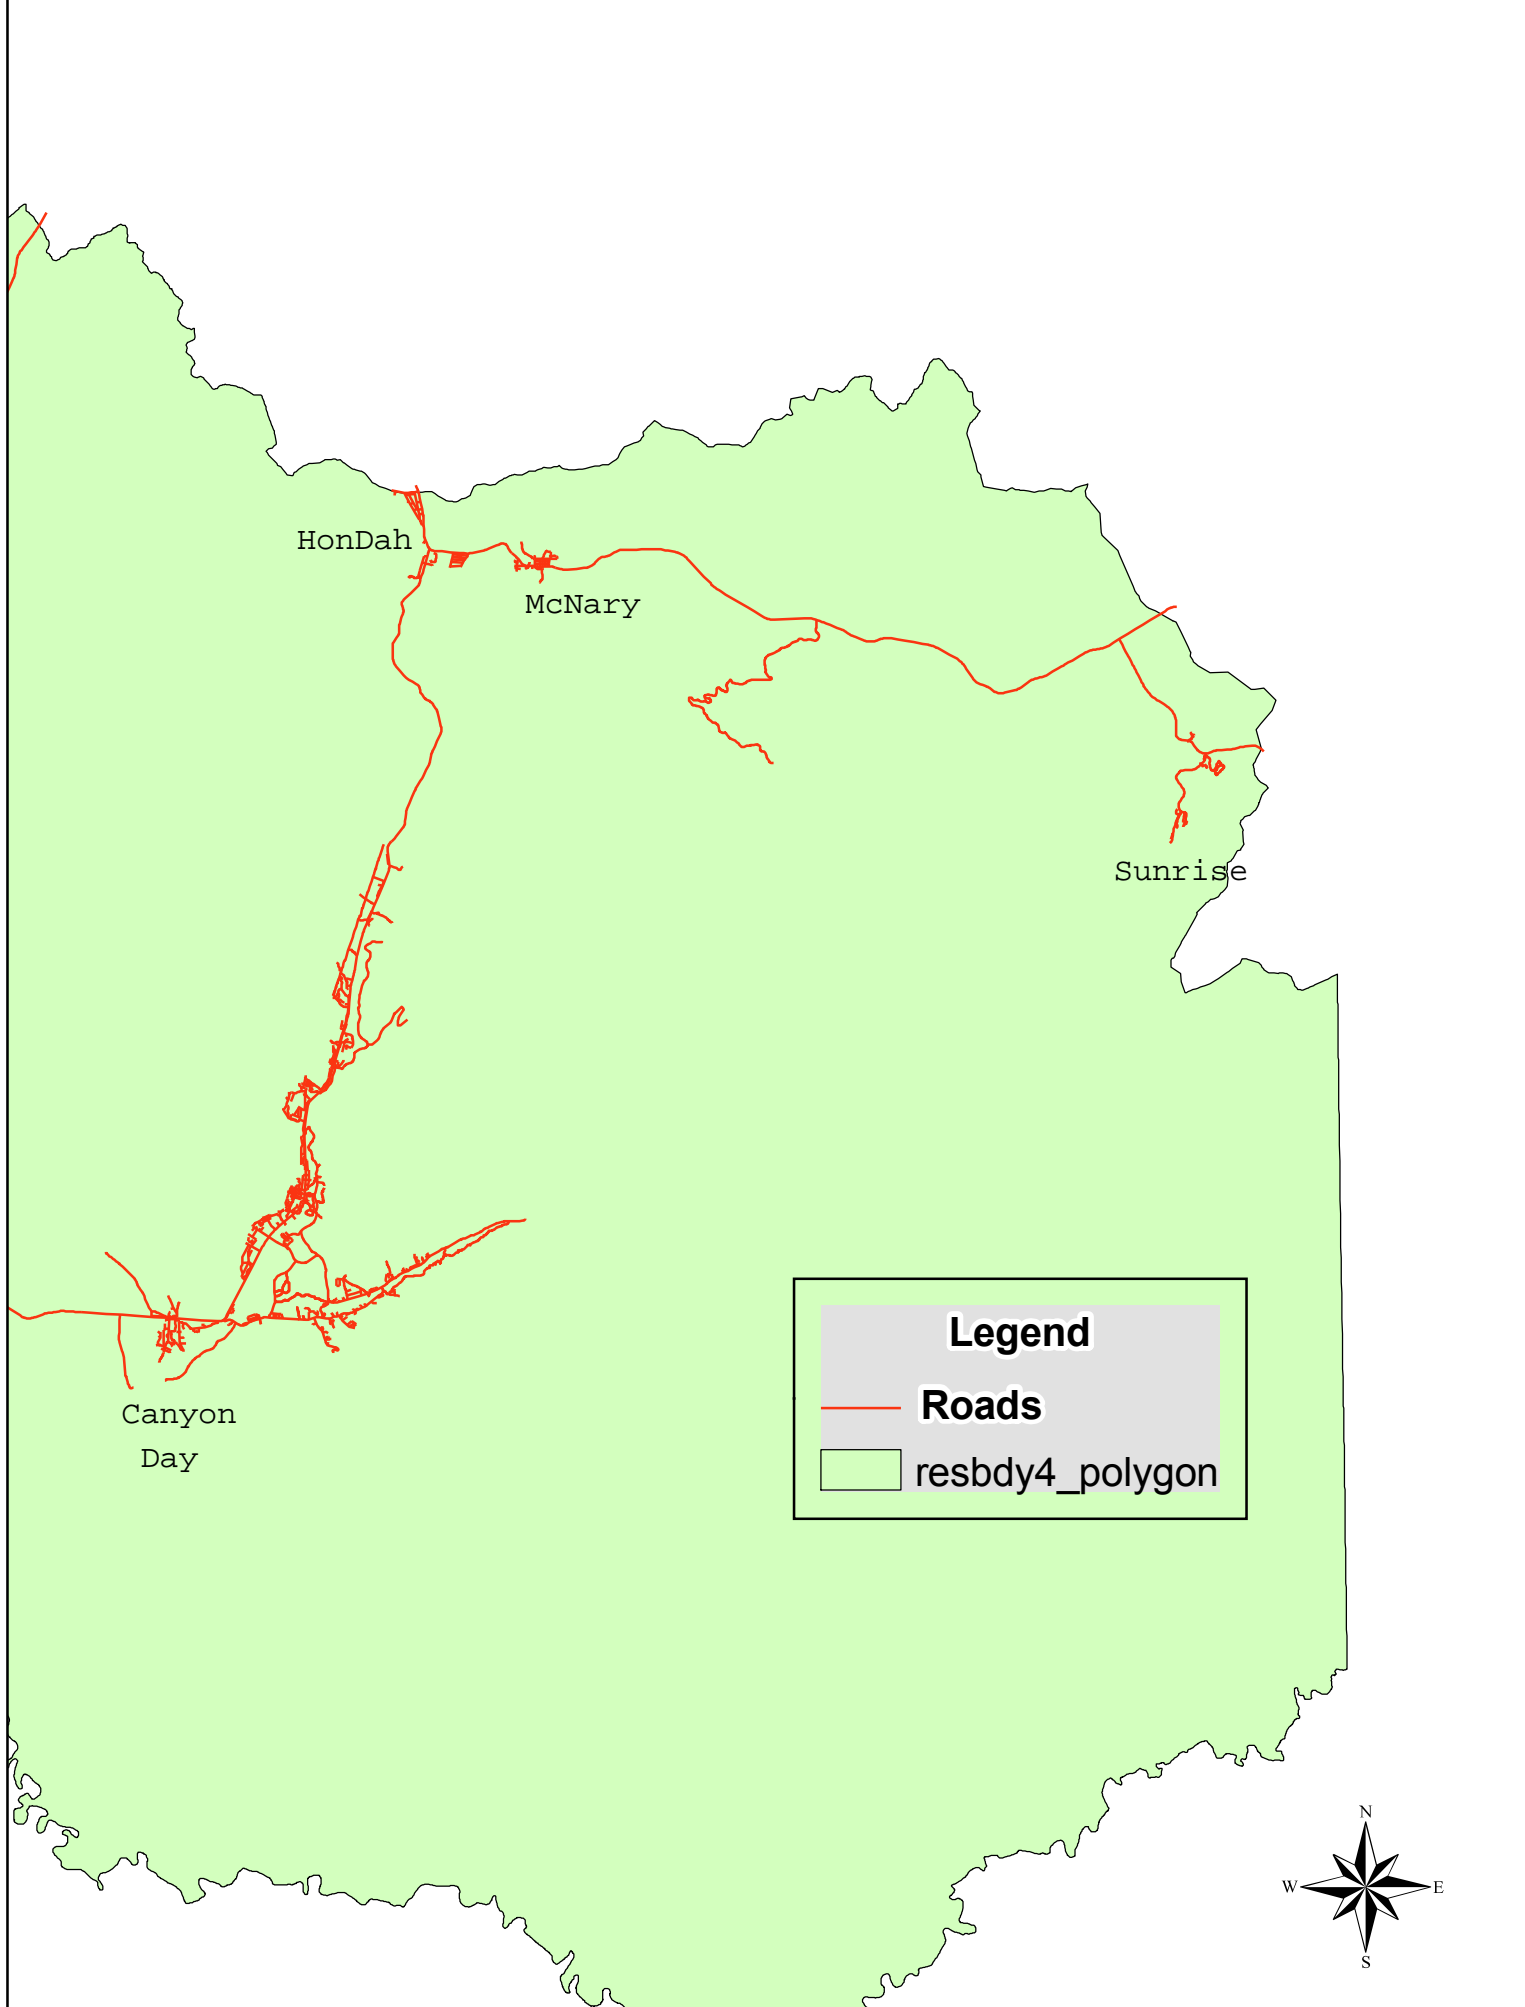 HonDah
McNary
Sunrise
Canyon
Day
Legend
Roads
resbdy4_polygon
N
W
E
S